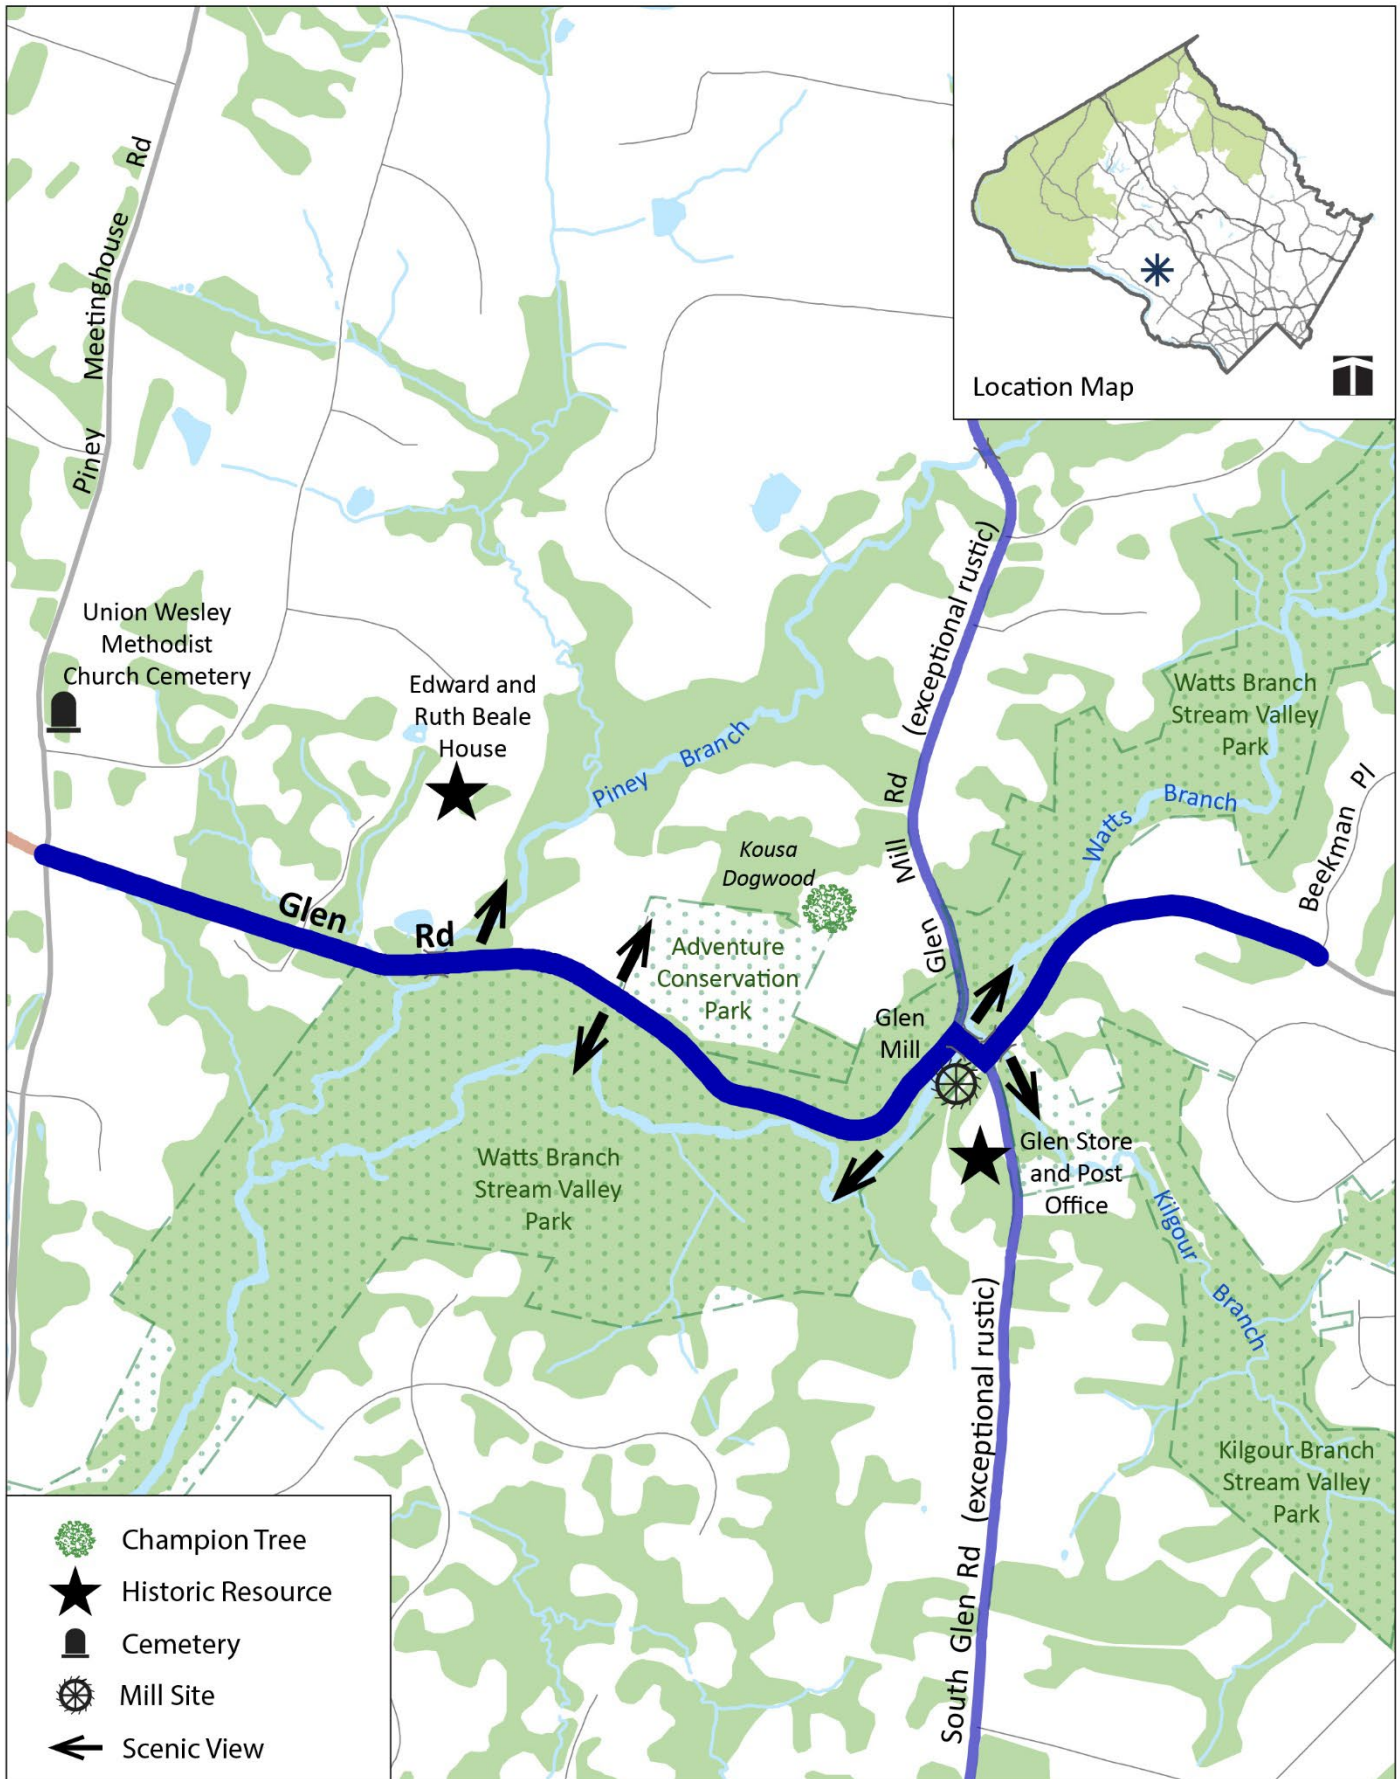 Location Map
Piney Meetinghouse Rd
Union Wesley
Methodist
Church Cemetery
Edward and
Ruth Beale
House
Piney Branch
Glen Mill Rd (exceptional rustic)
Watts Branch
Stream Valley
Park
Watts Branch
Beekman Pl
Kousa
Dogwood
Glen Rd
Adventure
Conservation
Park
Glen
Mill
Glen Store
and Post
Office
Watts Branch
Stream Valley
Park
Kilgour Branch
South Glen Rd (exceptional rustic)
Kilgour Branch
Stream Valley
Park
Champion Tree
Historic Resource
Cemetery
Mill Site
Scenic View